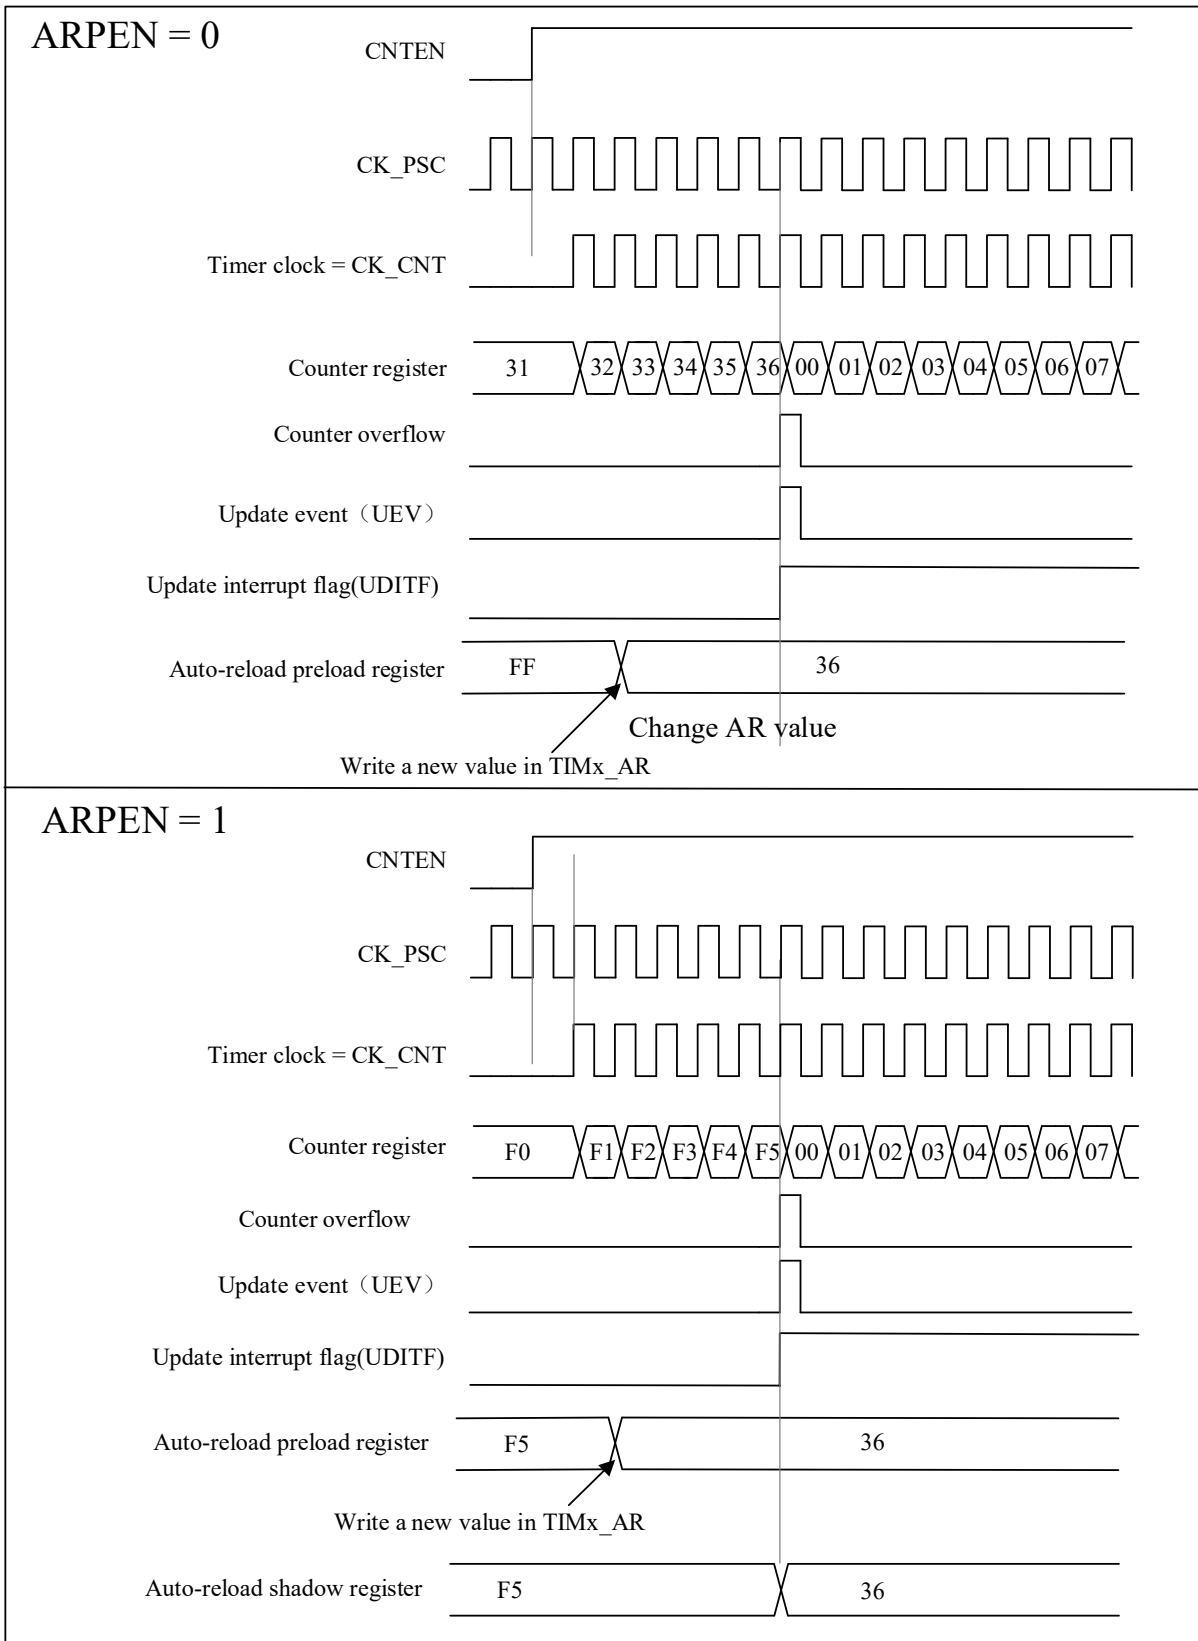 ARPEN = 0
CNTEN
CK_PSC
Timer clock = CK_CNT
Counter register 31 32 33 34 35 36 00 01 02 03 04 05 06 07
Counter overflow
Update event（UEV）
Update interrupt flag(UDITF)
Auto-reload preload register FF 36
Change AR value
Write a new value in TIMx_AR
ARPEN = 1
CNTEN
CK_PSC
Timer clock = CK_CNT
Counter register F0 F1 F2 F3 F4 F5 00 01 02 03 04 05 06 07
Counter overflow
Update event（UEV）
Update interrupt flag(UDITF)
Auto-reload preload register F5 36
Write a new value in TIMx_AR
Auto-reload shadow register F5 36